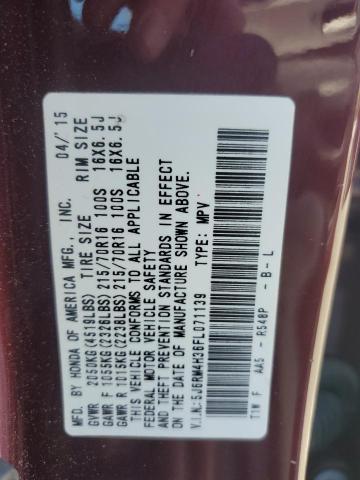 MFD. BY HONDA OF AMERICA MFG., INC. 04/'15
TIRE SIZE RIM SIZE
GVWR 2050KG(4519LBS)
GAWR F 1055KG(2326LBS) 215/70R16 100S 16X6.5J
GAWR R 1015KG(2238LBS) 215/70R16 100S 16X6.5J
THIS VEHICLE CONFORMS TO ALL APPLICABLE
FEDERAL MOTOR VEHICLE SAFETY
AND THEFT PREVENTION STANDARDS IN EFFECT ON THE
DATE OF MANUFACTURE SHOWN ABOVE.
V.I.N.:5J6RM4H36FL071139 TYPE: MPV
T1W F AA5 - R548P - B - L